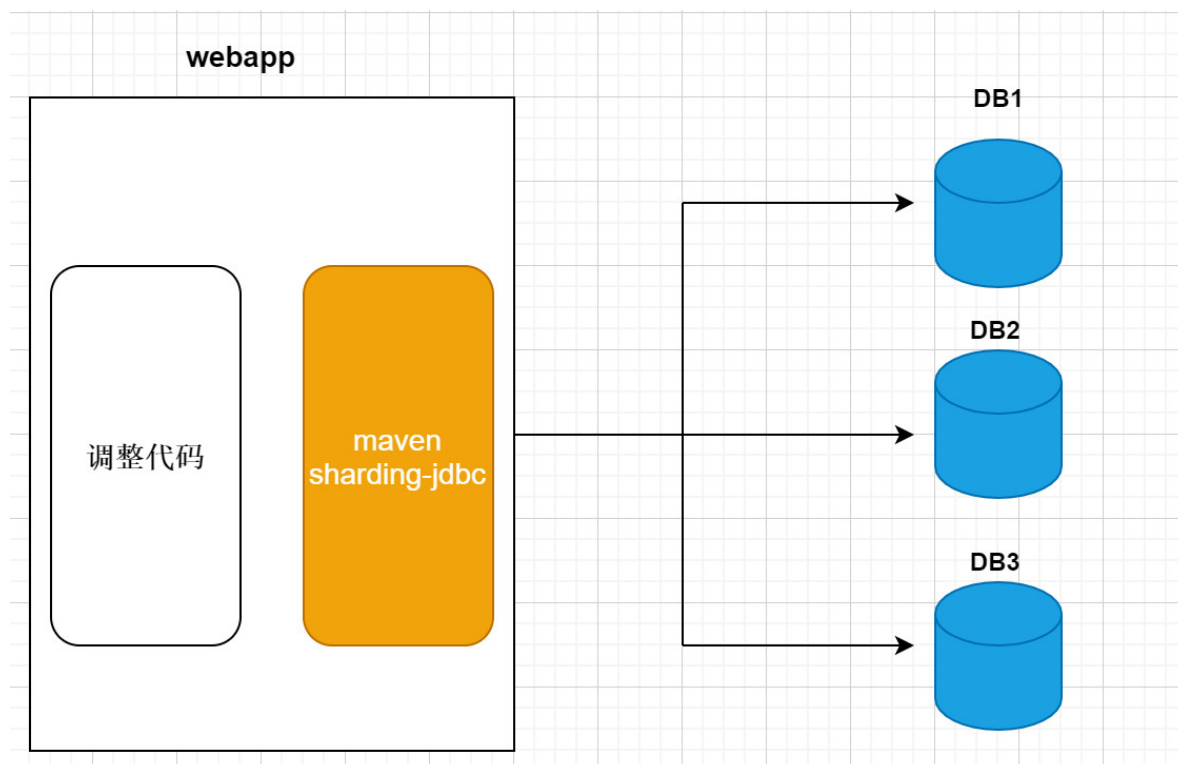 webapp
DB1
DB2
调整代码
maven
sharding-jdbc
DB3